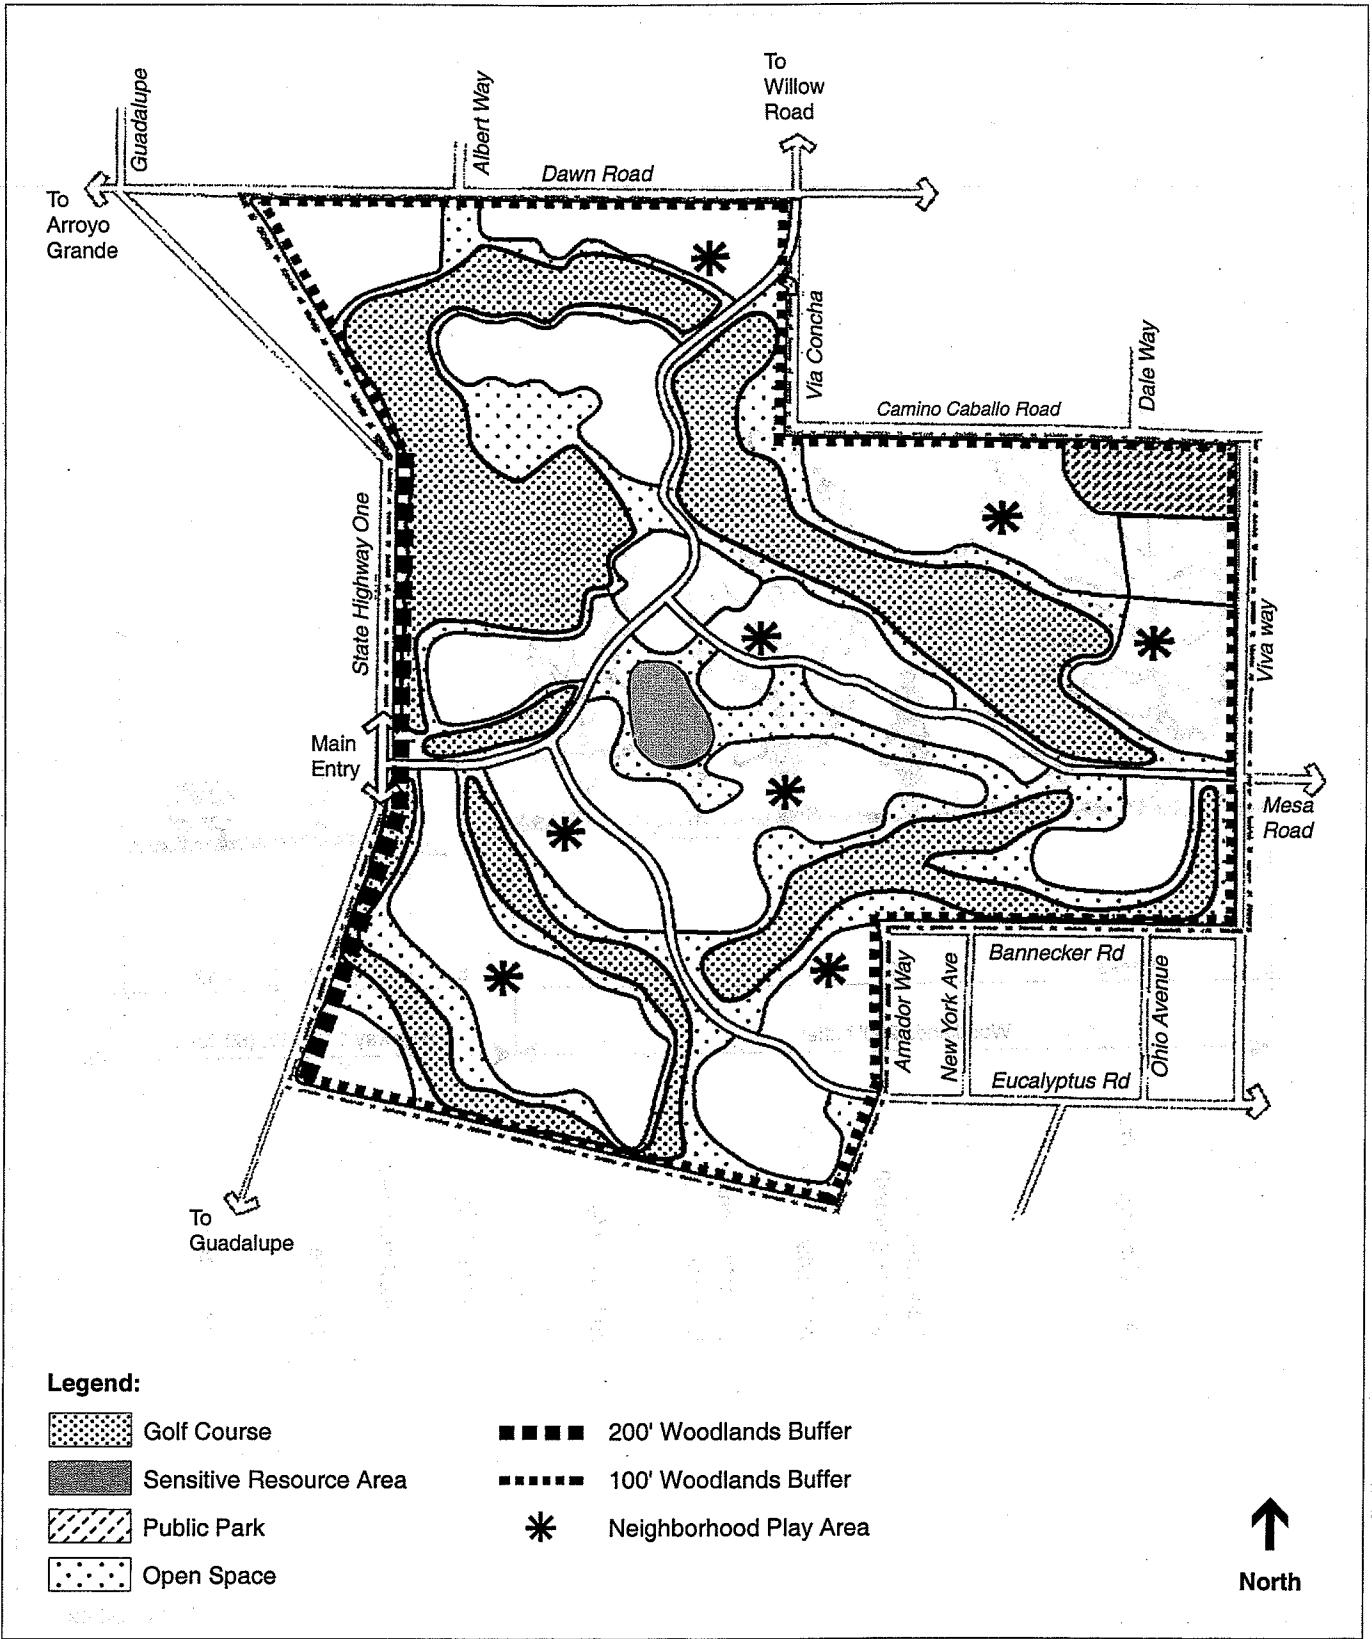 To
Willow
Road
Guadalupe
Albert Way
Dawn Road
To
Arroyo
Grande
Via Concha
Dale Way
Camino Caballo Road
State Highway One
Viva way
Main
Entry
Mesa
Road
Bannecker Rd
Amador Way
New York Ave
Ohio Avenue
Eucalyptus Rd
To
Guadalupe
Legend:
Golf Course
200' Woodlands Buffer
Sensitive Resource Area
100' Woodlands Buffer
Public Park
Neighborhood Play Area
Open Space
North